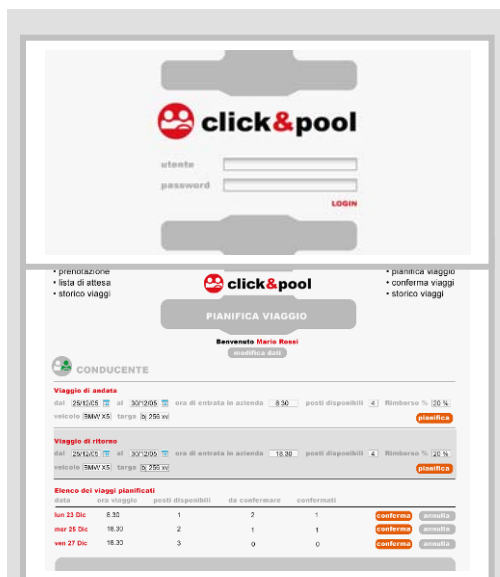 click&pool
utente
password
LOGIN
• prenotazione
• lista di attesa
• storico viaggi
click&pool
• pianifica viaggio
• conferma viaggi
• storico viaggi
PIANIFICA VIAGGIO
Benvenuto Mario Rossi
modifica dati
CONDUCENTE
Viaggio di andata
dal 25/12/05 al 30/12/05 ora di entrata in azienda 8.30 posti disponibili 4 Rimborso % 20 %
veicolo BMW X5 targa bj 256 xw
pianifica
Viaggio di ritorno
dal 25/12/05 al 30/12/05 ora di entrata in azienda 18.30 posti disponibili 4 Rimborso % 20 %
veicolo BMW X5 targa bj 256 xw
pianifica
Elenco dei viaggi pianificati
data ora viaggio posti disponibili da confermare confermati
lun 23 Dic 8.30 1 2 1 conferma annulla
mar 25 Dic 18.30 2 1 1 conferma annulla
ven 27 Dic 18.30 3 0 0 conferma annulla